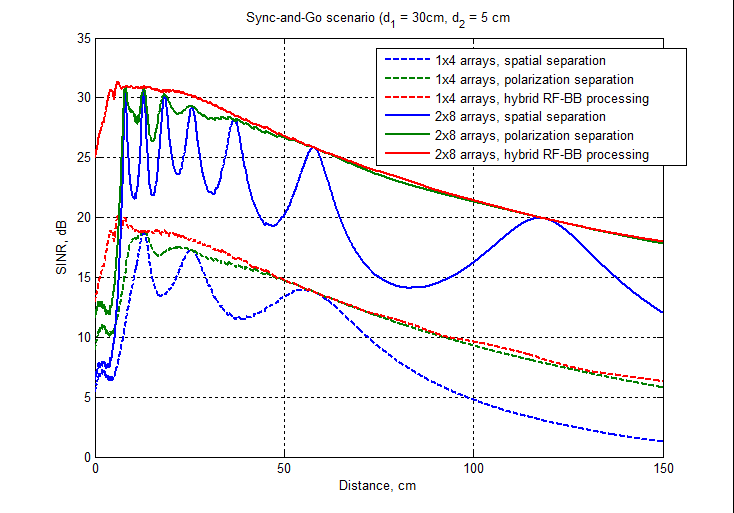 Sync-and-Go scenario (d1 = 30cm, d2 = 5 cm
35
30
25
20
15
10
5
0
SINR, dB
1x4 arrays, spatial separation
1x4 arrays, polarization separation
1x4 arrays, hybrid RF-BB processing
2x8 arrays, spatial separation
2x8 arrays, polarization separation
2x8 arrays, hybrid RF-BB processing
0 50 100 150
Distance, cm